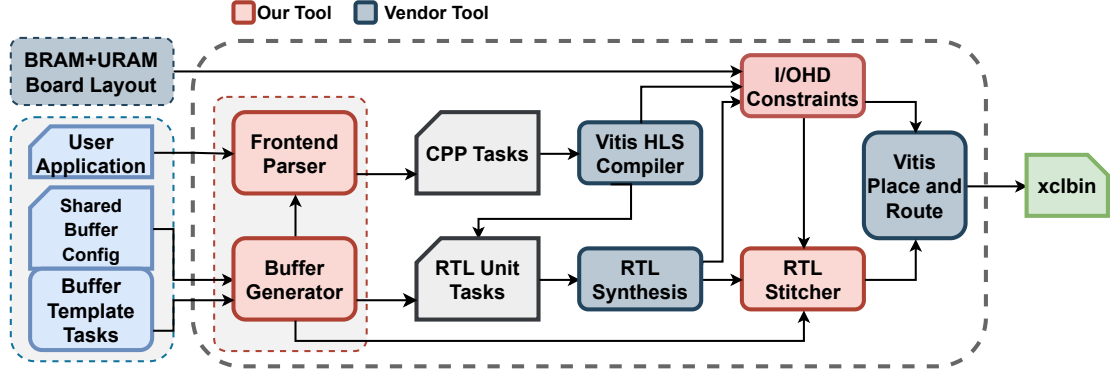 Our Tool
Vendor Tool
BRAM+URAM
Board Layout
User
Application
Shared
Buffer
Config
Buffer
Template
Tasks
Frontend
Parser
Buffer
Generator
CPP Tasks
RTL Unit
Tasks
Vitis HLS
Compiler
RTL
Synthesis
I/OHD
Constraints
RTL
Stitcher
Vitis
Place and
Route
xclbin